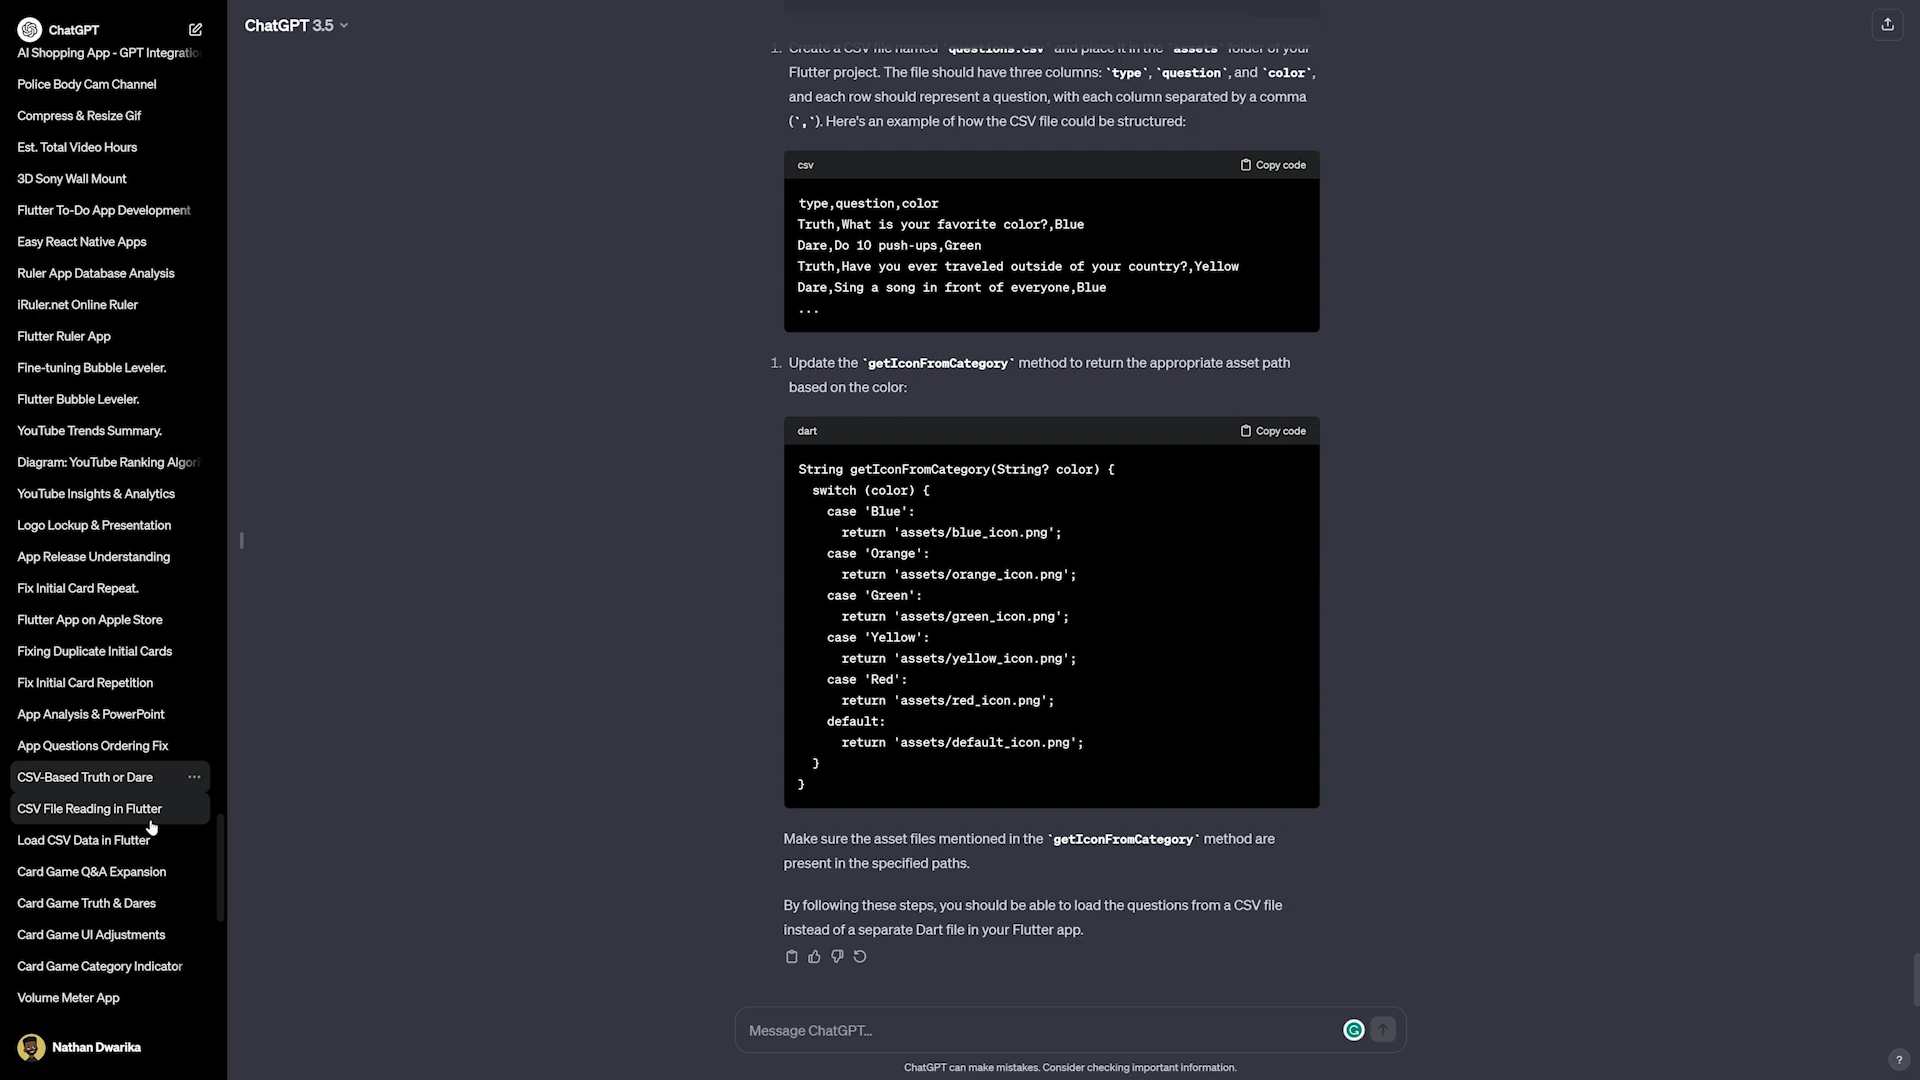 ChatGPT
AI Shopping App - GPT Integratio
Police Body Cam Channel
Compress & Resize Gif
Est. Total Video Hours
3D Sony Wall Mount
Flutter To-Do App Development
Easy React Native Apps
Ruler App Database Analysis
iRuler.net Online Ruler
Flutter Ruler App
Fine-tuning Bubble Leveler.
Flutter Bubble Leveler.
YouTube Trends Summary.
Diagram: YouTube Ranking Algori
YouTube Insights & Analytics
Logo Lockup & Presentation
App Release Understanding
Fix Initial Card Repeat.
Flutter App on Apple Store
Fixing Duplicate Initial Cards
Fix Initial Card Repetition
App Analysis & PowerPoint
App Questions Ordering Fix
CSV-Based Truth or Dare
CSV File Reading in Flutter
Load CSV Data in Flutter
Card Game Q&A Expansion
Card Game Truth & Dares
Card Game UI Adjustments
Card Game Category Indicator
Volume Meter App
Nathan Dwarika
ChatGPT 3.5
1. Create a CSV file named `questions.csv` and place it in the `assets` folder of your
Flutter project. The file should have three columns: `type`, `question`, and `color`,
and each row should represent a question, with each column separated by a comma
(`,`). Here's an example of how the CSV file could be structured:
csv Copy code
type,question,color
Truth,What is your favorite color?,Blue
Dare,Do 10 push-ups,Green
Truth,Have you ever traveled outside of your country?,Yellow
Dare,Sing a song in front of everyone,Blue
...
1. Update the `getIconFromCategory` method to return the appropriate asset path
based on the color:
dart Copy code
String getIconFromCategory(String? color) {
switch (color) {
case 'Blue':
return 'assets/blue_icon.png';
case 'Orange':
return 'assets/orange_icon.png';
case 'Green':
return 'assets/green_icon.png';
case 'Yellow':
return 'assets/yellow_icon.png';
case 'Red':
return 'assets/red_icon.png';
default:
return 'assets/default_icon.png';
}
}
Make sure the asset files mentioned in the `getIconFromCategory` method are
present in the specified paths.
By following these steps, you should be able to load the questions from a CSV file
instead of a separate Dart file in your Flutter app.
Message ChatGPT...
ChatGPT can make mistakes. Consider checking important information.
?